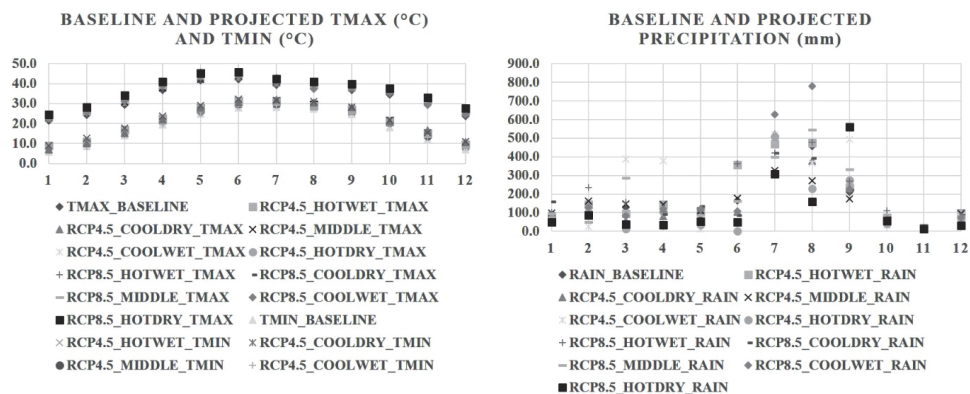 BASELINE AND PROJECTED TMAX (°C)
AND TMIN (°C)
50.0
40.0
30.0
20.0
10.0
0.0
1 2 3 4 5 6 7 8 9 10 11 12
TMAX_BASELINE RCP4.5_HOTWET_TMAX
RCP4.5_COOLDRY_TMAX RCP4.5_MIDDLE_TMAX
RCP4.5_COOLWET_TMAX RCP4.5_HOTDRY_TMAX
RCP8.5_HOTWET_TMAX RCP8.5_COOLDRY_TMAX
RCP8.5_MIDDLE_TMAX RCP8.5_COOLWET_TMAX
RCP8.5_HOTDRY_TMAX TMIN_BASELINE
RCP4.5_HOTWET_TMIN RCP4.5_COOLDRY_TMIN
RCP4.5_MIDDLE_TMIN RCP4.5_COOLWET_TMIN
BASELINE AND PROJECTED
PRECIPITATION (mm)
900.0
800.0
700.0
600.0
500.0
400.0
300.0
200.0
100.0
0.0
1 2 3 4 5 6 7 8 9 10 11 12
RAIN_BASELINE RCP4.5_HOTWET_RAIN
RCP4.5_COOLDRY_RAIN RCP4.5_MIDDLE_RAIN
RCP4.5_COOLWET_RAIN RCP4.5_HOTDRY_RAIN
RCP8.5_HOTWET_RAIN RCP8.5_COOLDRY_RAIN
RCP8.5_MIDDLE_RAIN RCP8.5_COOLWET_RAIN
RCP8.5_HOTDRY_RAIN